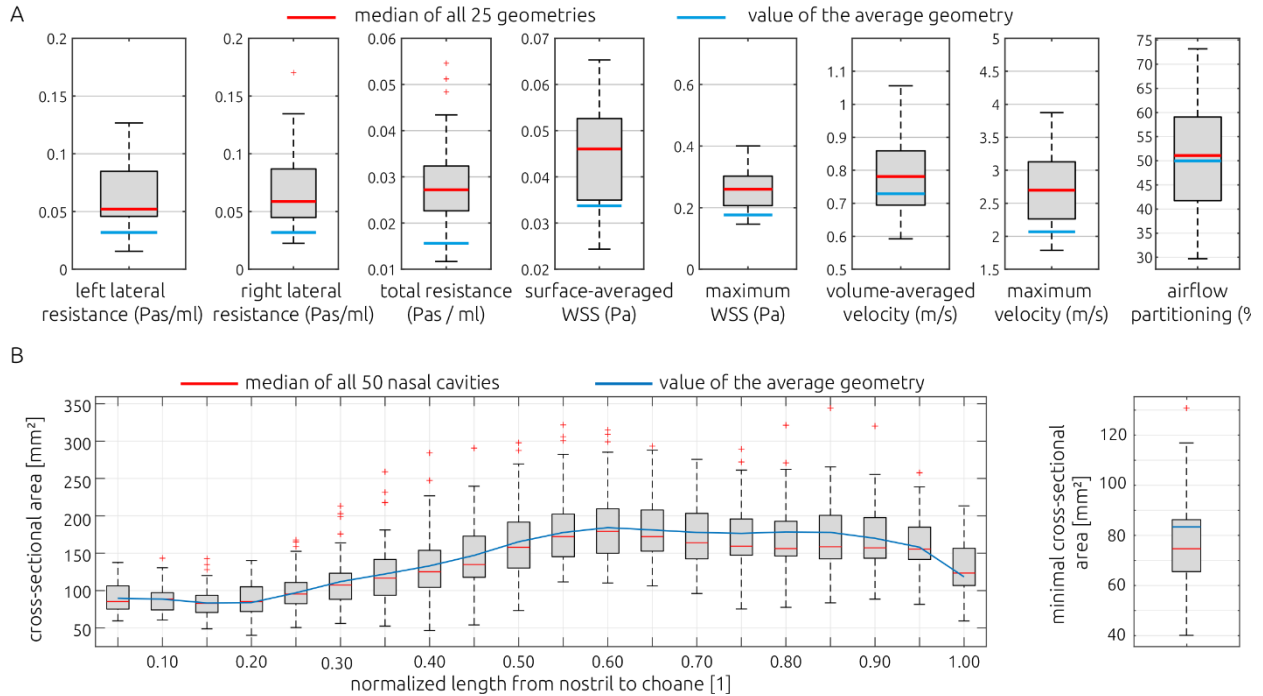 A
median of all 25 geometries
value of the average geometry
0.2
0.15
0.1
0.05
0
left lateral
resistance (Pas/ml)
0.2
0.15
0.1
0.05
0
right lateral
resistance (Pas/ml)
0.06
0.05
0.04
0.03
0.02
0.01
total resistance
(Pas / ml)
0.07
0.06
0.05
0.04
0.03
0.02
surface-averaged
WSS (Pa)
0.6
0.4
0.2
0
maximum
WSS (Pa)
1.2
1.1
1
0.9
0.8
0.7
0.6
0.5
volume-averaged
velocity (m/s)
5
4.5
4
3.5
3
2.5
2
1.5
maximum
velocity (m/s)
75
70
65
60
55
50
45
40
35
30
airflow
partitioning (%
B
median of all 50 nasal cavities
value of the average geometry
cross-sectional area [mm²]
350
300
250
200
150
100
50
0.10 0.20 0.30 0.40 0.50 0.60 0.70 0.80 0.90 1.00
normalized length from nostril to choane [1]
minimal cross-sectional
area [mm²]
120
100
80
60
40